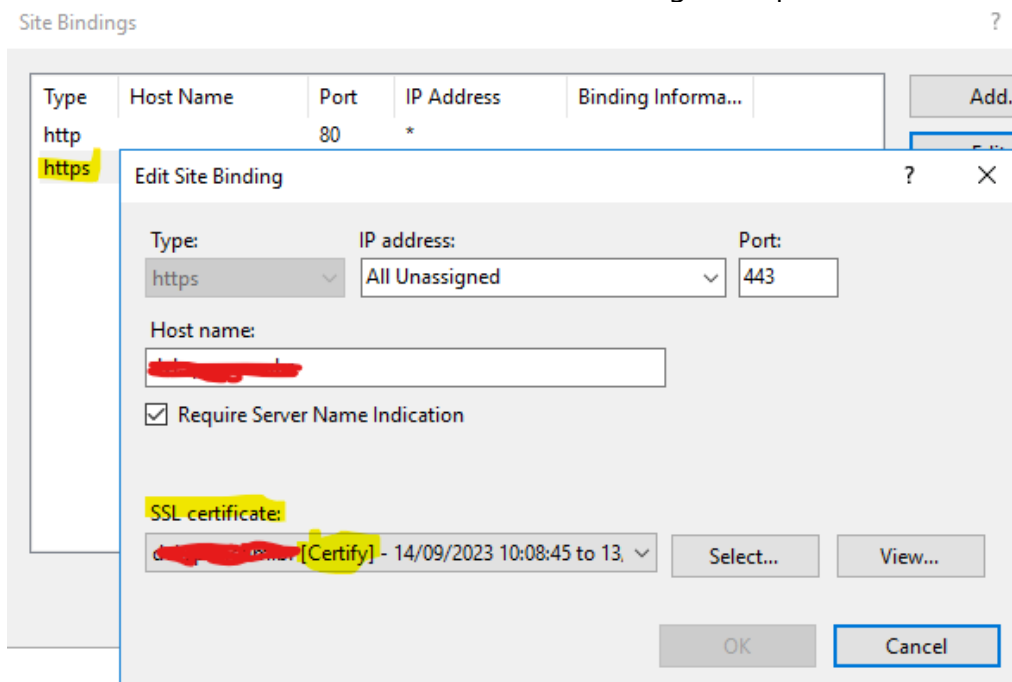 Site Bindings ?
Type Host Name Port IP Address Binding Informa... Add.
http 80 *
https
Edit Site Binding ?
Type: IP address: Port:
https All Unassigned 443
Host name:
Require Server Name Indication
SSL certificate:
[Certify] - 14/09/2023 10:08:45 to 13,
Select... View...
OK Cancel